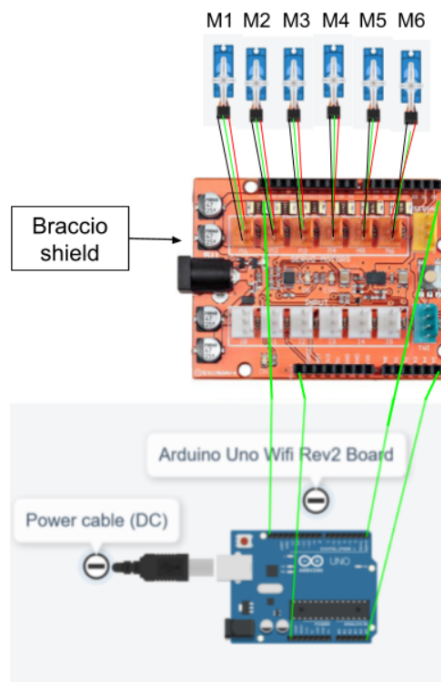 M1 M2 M3 M4 M5 M6
Braccio
shield
Arduino Uno Wifi Rev2 Board
Power cable (DC)
UNO